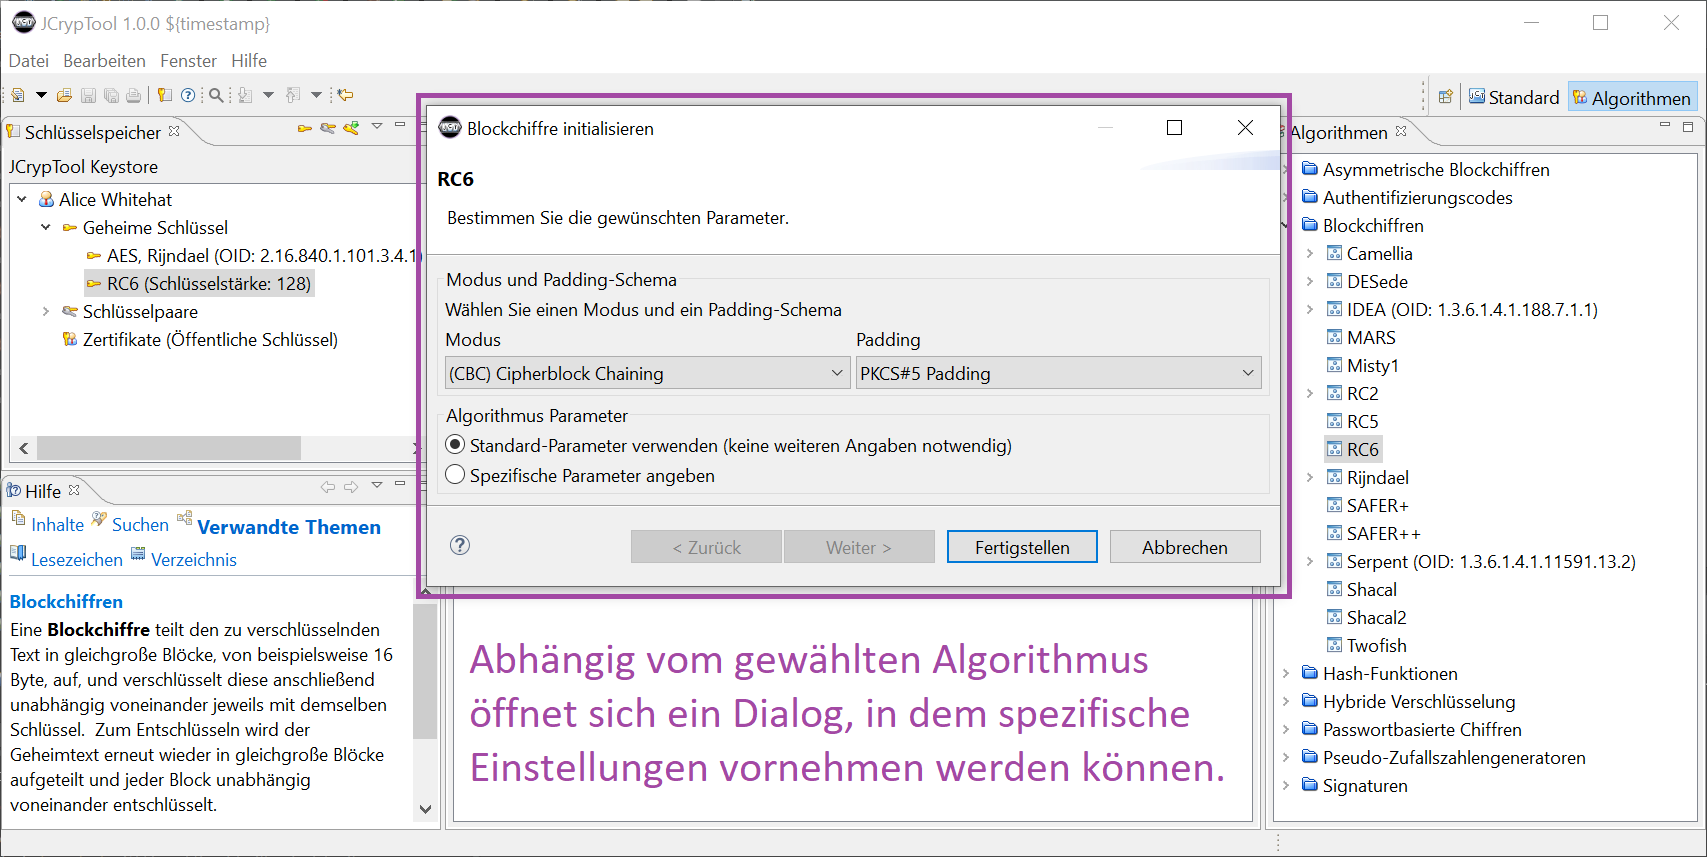 JCrypTool 1.0.0 ${timestamp}
Datei Bearbeiten Fenster Hilfe
Standard Algorithmen
Schlüsselspeicher
JCrypTool Keystore
Alice Whitehat
Geheime Schlüssel
AES, Rijndael (OID: 2.16.840.1.101.3.4.1)
RC6 (Schlüsselstärke: 128)
Schlüsselpaare
Zertifikate (Öffentliche Schlüssel)
Hilfe
Inhalte Suchen Verwandte Themen
Lesezeichen Verzeichnis
Blockchiffren
Eine Blockchiffre teilt den zu verschlüsselnden
Text in gleichgroße Blöcke, von beispielsweise 16
Byte, auf, und verschlüsselt diese anschließend
unabhängig voneinander jeweils mit demselben
Schlüssel. Zum Entschlüsseln wird der
Geheimtext erneut wieder in gleichgroße Blöcke
aufgeteilt und jeder Block unabhängig
voneinander entschlüsselt.
Blockchiffre initialisieren
RC6
Bestimmen Sie die gewünschten Parameter.
Modus und Padding-Schema
Wählen Sie einen Modus und ein Padding-Schema
Modus Padding
(CBC) Cipherblock Chaining PKCS#5 Padding
Algorithmus Parameter
Standard-Parameter verwenden (keine weiteren Angaben notwendig)
Spezifische Parameter angeben
< Zurück Weiter > Fertigstellen Abbrechen
Abhängig vom gewählten Algorithmus
öffnet sich ein Dialog, in dem spezifische
Einstellungen vornehmen werden können.
Algorithmen
Asymmetrische Blockchiffren
Authentifizierungscodes
Blockchiffren
Camellia
DESede
IDEA (OID: 1.3.6.1.4.1.188.7.1.1)
MARS
Misty1
RC2
RC5
RC6
Rijndael
SAFER+
SAFER++
Serpent (OID: 1.3.6.1.4.1.11591.13.2)
Shacal
Shacal2
Twofish
Hash-Funktionen
Hybride Verschlüsselung
Passwortbasierte Chiffren
Pseudo-Zufallszahlengeneratoren
Signaturen